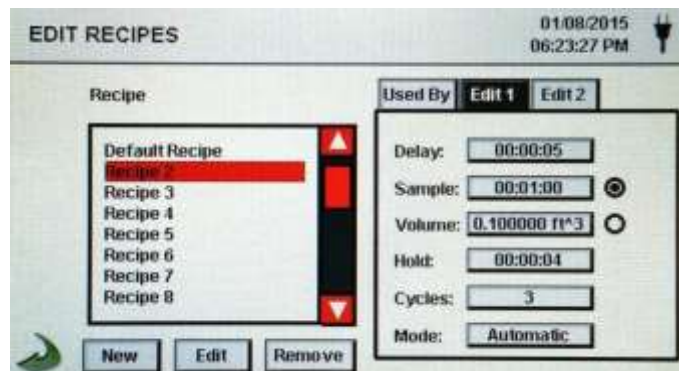 EDIT RECIPES
01/08/2015
06:23:27 PM
Recipe
Default Recipe
Recipe 2
Recipe 3
Recipe 4
Recipe 5
Recipe 6
Recipe 7
Recipe 8
New Edit Remove
Used By Edit 1 Edit 2
Delay: 00:00:05
Sample: 00:01:00
Volume: 0.100000 ft^3
Hold: 00:00:04
Cycles: 3
Mode: Automatic